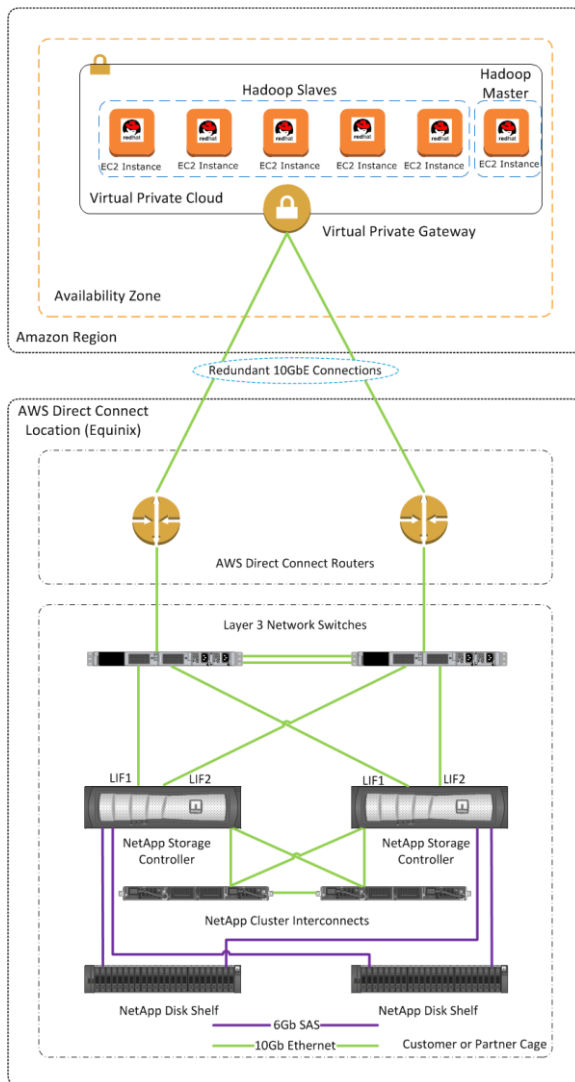 Hadoop Slaves
Hadoop
Master
redhat
redhat
redhat
redhat
redhat
redhat
EC2 Instance
EC2 Instance
EC2 Instance
EC2 Instance
EC2 Instance
EC2 Instance
Virtual Private Cloud
Virtual Private Gateway
Availability Zone
Amazon Region
Redundant 10GbE Connections
AWS Direct Connect
Location (Equinix)
AWS Direct Connect Routers
Layer 3 Network Switches
LIF1
LIF2
LIF1
LIF2
NetApp Storage
Controller
NetApp Storage
Controller
NetApp Cluster Interconnects
NetApp Disk Shelf
NetApp Disk Shelf
6Gb SAS
10Gb Ethernet
Customer or Partner Cage